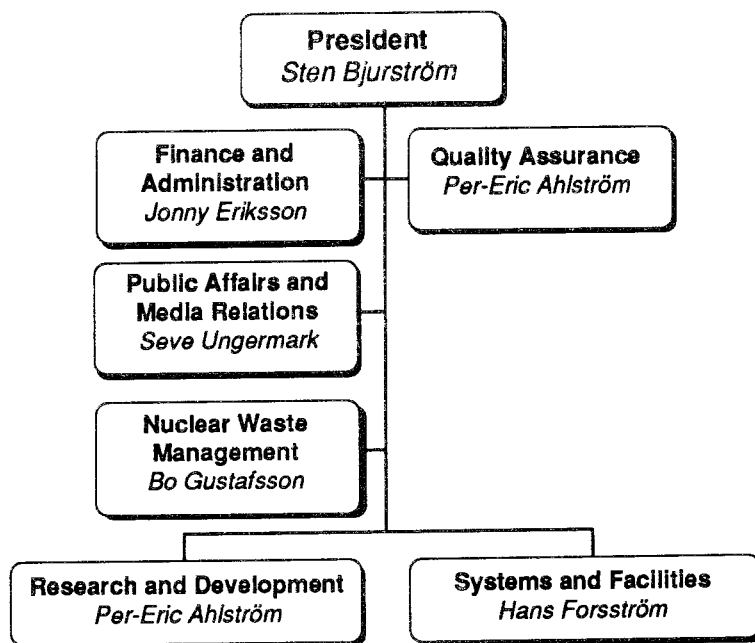 President
Sten Bjurström
Finance and
Administration
Jonny Eriksson
Quality Assurance
Per-Eric Ahlström
Public Affairs and
Media Relations
Seve Ungermark
Nuclear Waste
Management
Bo Gustafsson
Research and Development
Per-Eric Ahlström
Systems and Facilities
Hans Forsström